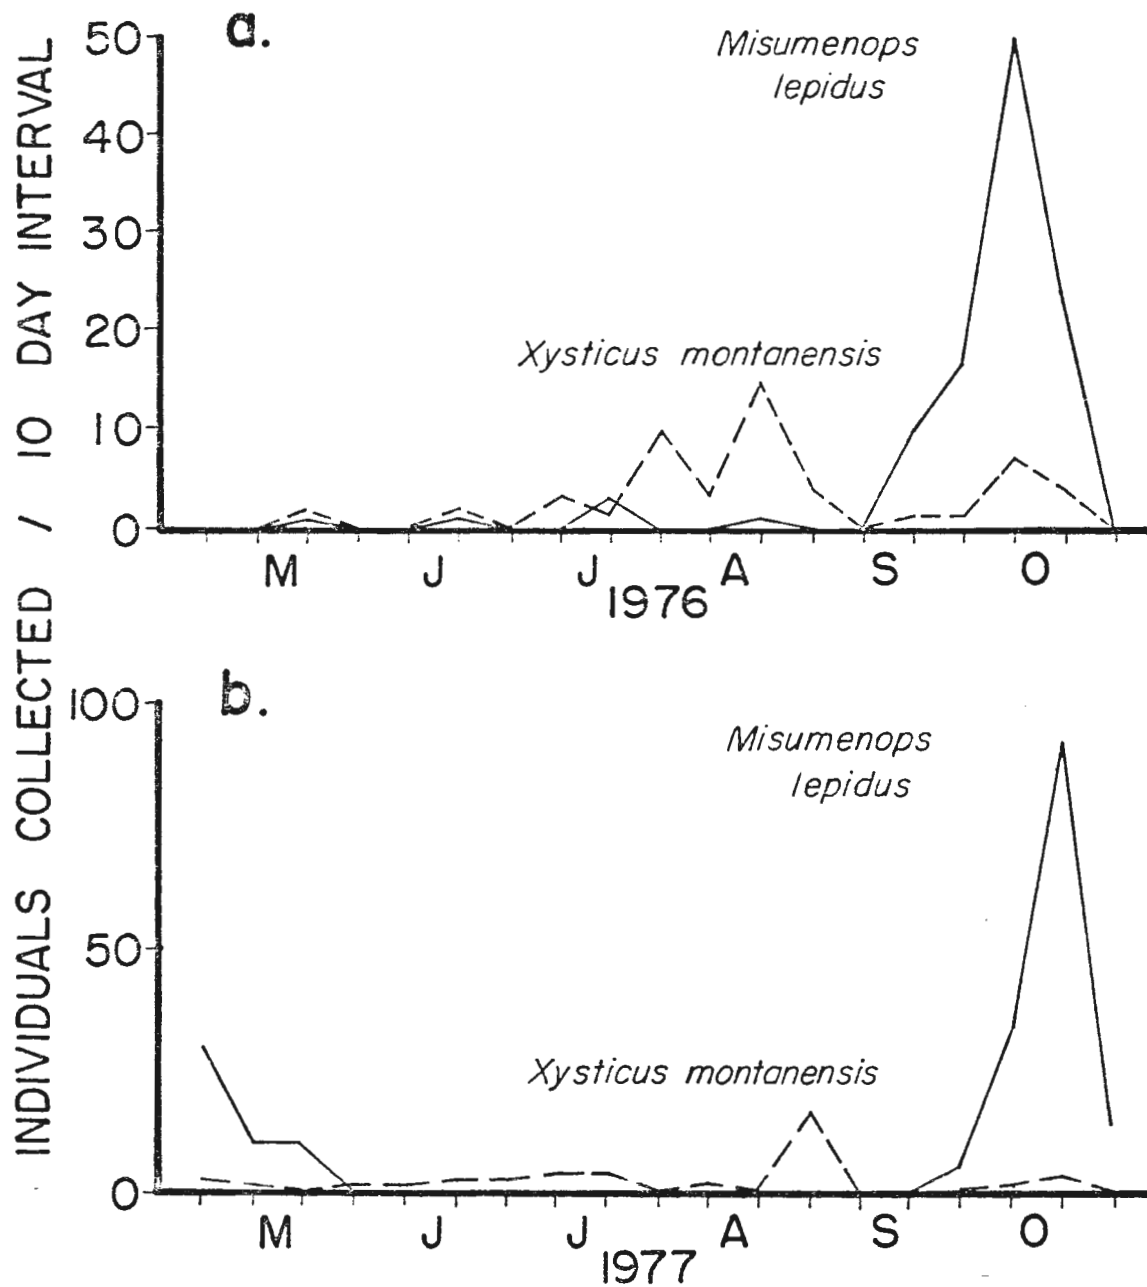 INDIVIDUALS COLLECTED / 10 DAY INTERVAL
a.
50
40
30
20
10
0
Misumenops
lepidus
Xysticus montanensis
M J J A S O
1976
b.
100
50
0
Misumenops
lepidus
Xysticus montanensis
M J J A S O
1977